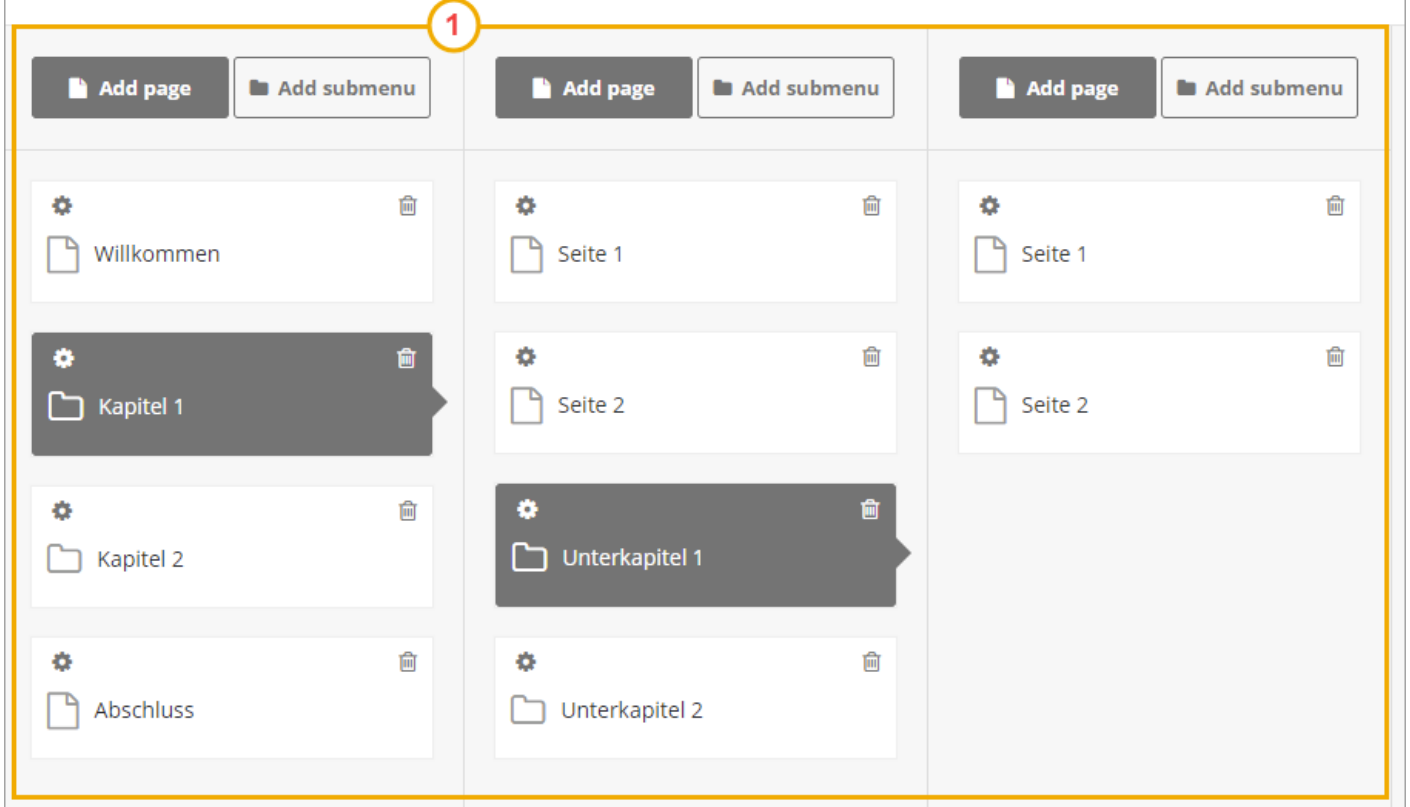 1
Add page Add submenu Add page Add submenu Add page Add submenu
Willkommen Seite 1 Seite 1
Kapitel 1 Seite 2 Seite 2
Kapitel 2 Unterkapitel 1
Abschluss Unterkapitel 2